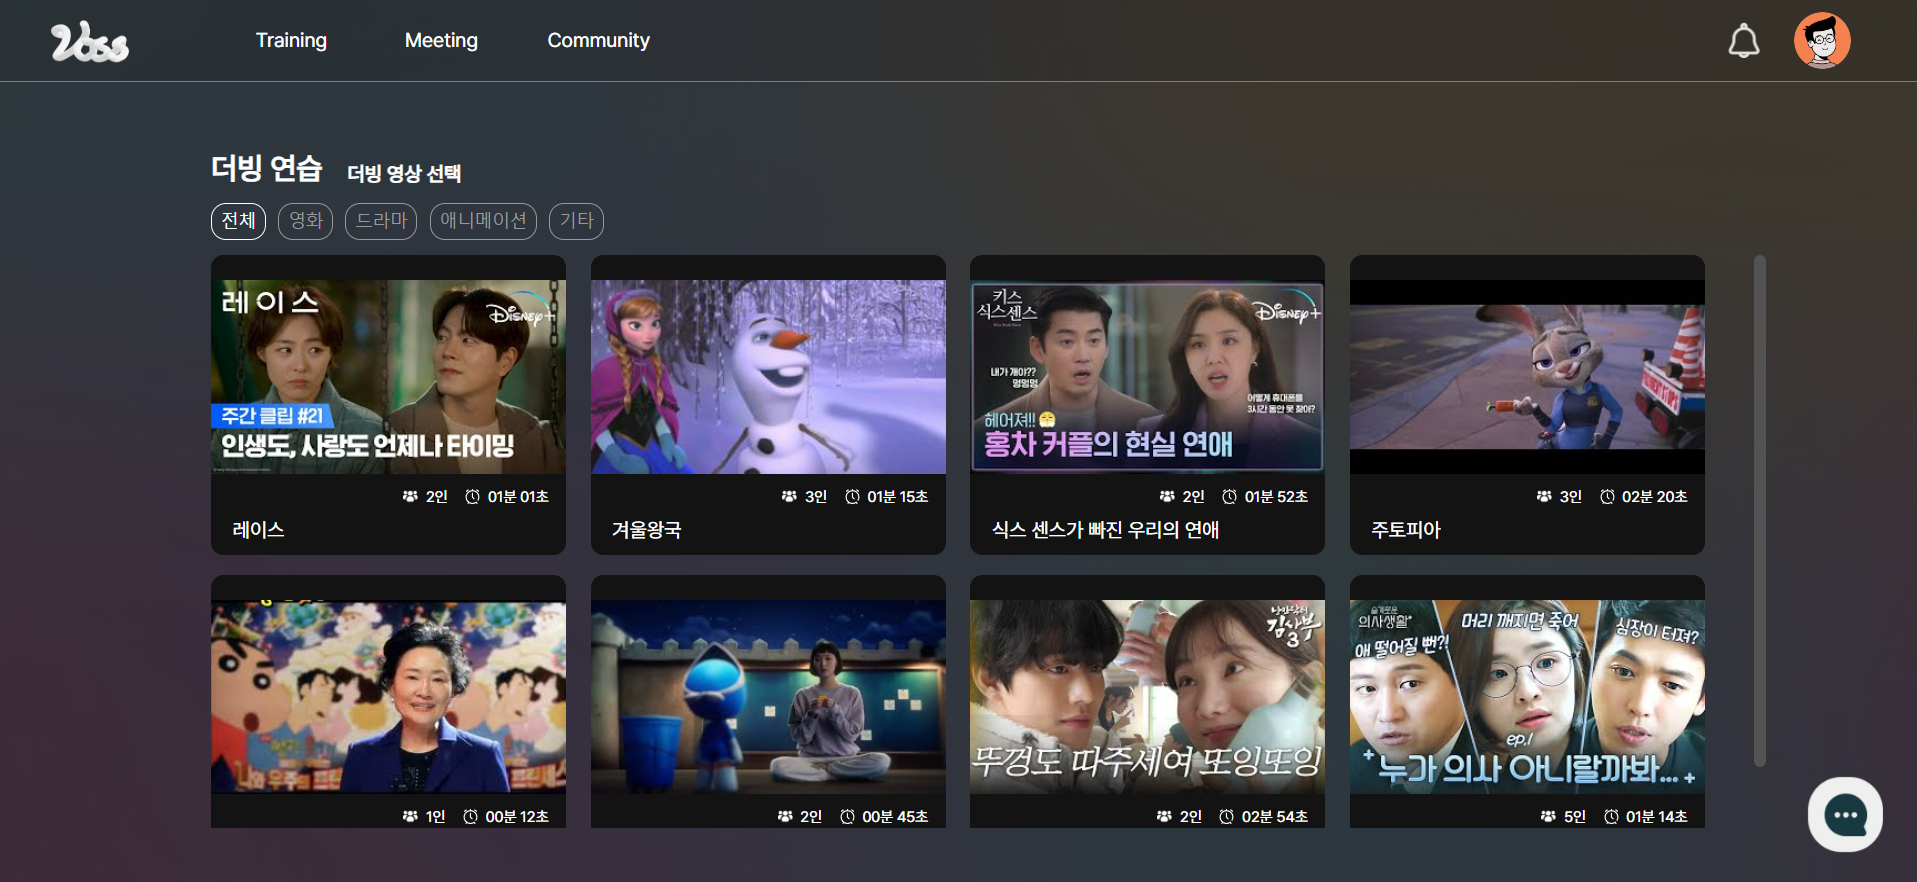 Voss
Training
Meeting
Community
더빙 연습
더빙 영상 선택
전체
영화
드라마
애니메이션
기타
레이스
Disney+
주간 클립 #21
인생도, 사랑도 언제나 타이밍
2인
01분 01초
레이스
3인
01분 15초
겨울왕국
키스
식스센스
Disney+
내가 개야??
멍멍멍
어떻게 휴대폰을
3시간 동안 못 찾아?
헤어져!!
홍차 커플의 현실 연애
2인
01분 52초
식스 센스가 빠진 우리의 연애
3인
02분 20초
주토피아
나와 우주의 프린
프린세스
1인
00분 12초
2인
00분 45초
낭만닥터
김사부
3
뚜껑도 따주세여 또잉또잉
2인
02분 54초
슬기로운
의사생활
머리 깨지면 죽어
심장이 터져?
애 떨어질 뻔?!
ep.1
누가 의사 아니랄까봐...
5인
01분 14초